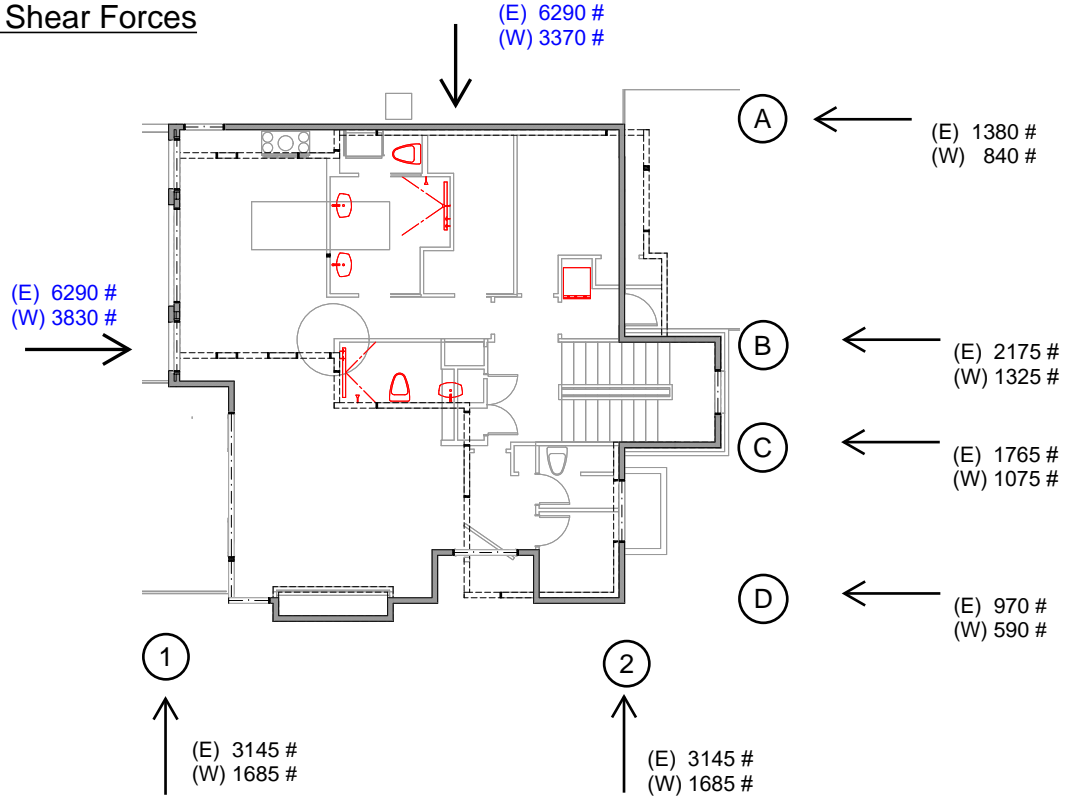 Shear Forces
(E) 6290 #
(W) 3370 #
A
(E) 1380 #
(W) 840 #
(E) 6290 #
(W) 3830 #
B
(E) 2175 #
(W) 1325 #
C
(E) 1765 #
(W) 1075 #
D
(E) 970 #
(W) 590 #
1
2
(E) 3145 #
(W) 1685 #
(E) 3145 #
(W) 1685 #